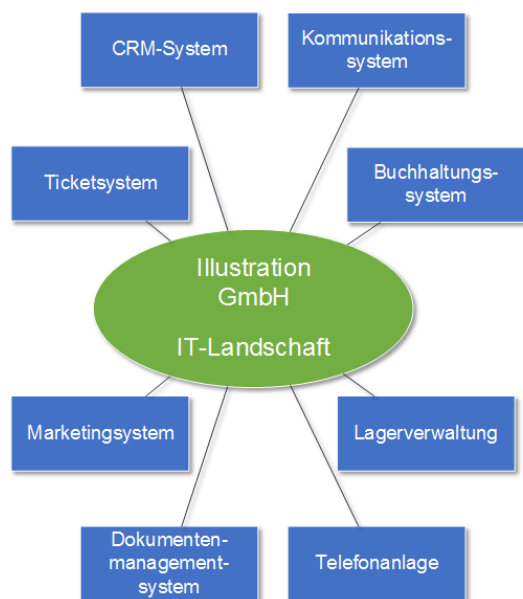 CRM-System
Kommunikations-
system
Ticketsystem
Buchhaltungs-
system
Illustration
GmbH
IT-Landschaft
Marketingsystem
Lagerverwaltung
Dokumenten-
management-
system
Telefonanlage